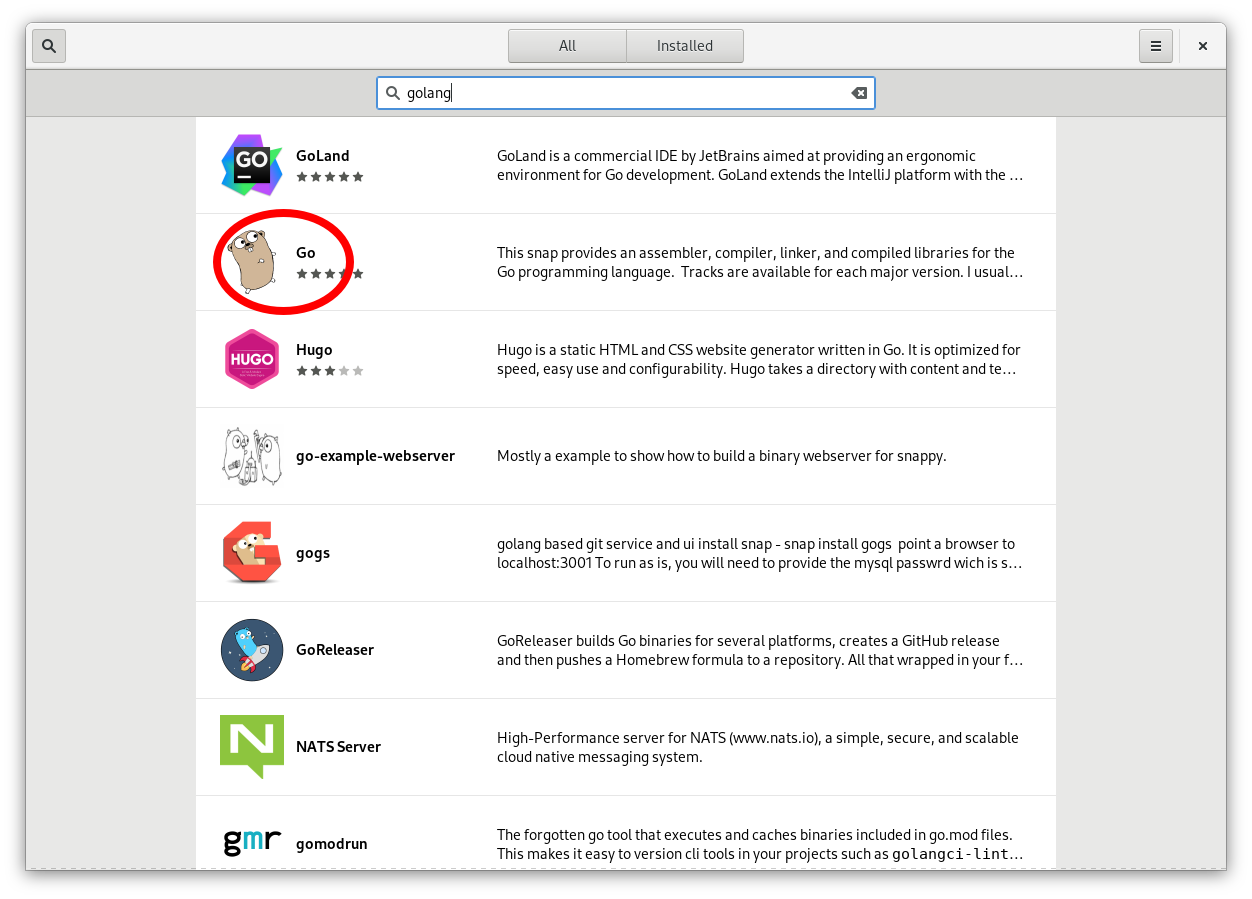 All Installed
golang
GO
GoLand
GoLand is a commercial IDE by JetBrains aimed at providing an ergonomic
environment for Go development. GoLand extends the IntelliJ platform with the ...
Go
This snap provides an assembler, compiler, linker, and compiled libraries for the
Go programming language.  Tracks are available for each major version. I usual...
HUGO
Hugo
Hugo is a static HTML and CSS website generator written in Go. It is optimized for
speed, easy use and configurability. Hugo takes a directory with content and te...
go-example-webserver
Mostly a example to show how to build a binary webserver for snappy.
gogs
golang based git service and ui install snap - snap install gogs  point a browser to
localhost:3001 To run as is, you will need to provide the mysql passwrd wich is s...
GoReleaser
GoReleaser builds Go binaries for several platforms, creates a GitHub release
and then pushes a Homebrew formula to a repository. All that wrapped in your f...
N
NATS Server
High-Performance server for NATS (www.nats.io), a simple, secure, and scalable
cloud native messaging system.
gmr
gomodrun
The forgotten go tool that executes and caches binaries included in go.mod files.
This makes it easy to version cli tools in your projects such as golangci-lint...